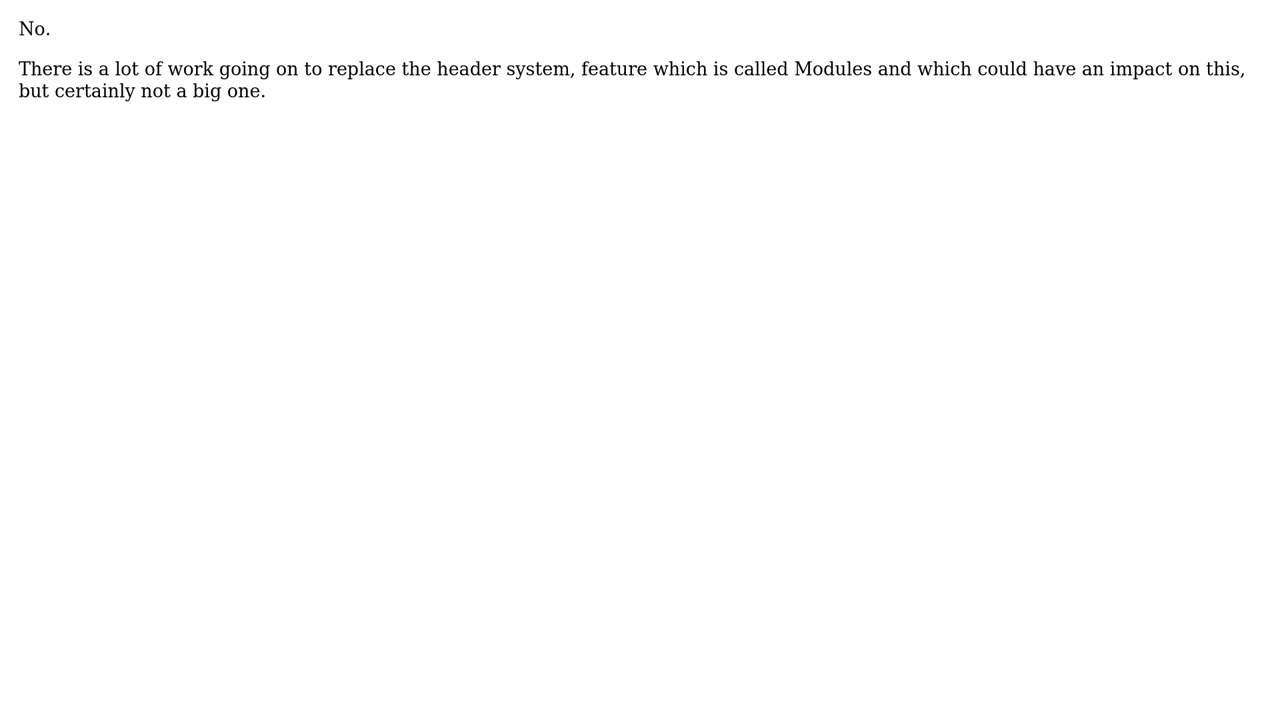 No.
There is a lot of work going on to replace the header system, feature which is called Modules and which could have an impact on this,
but certainly not a big one.